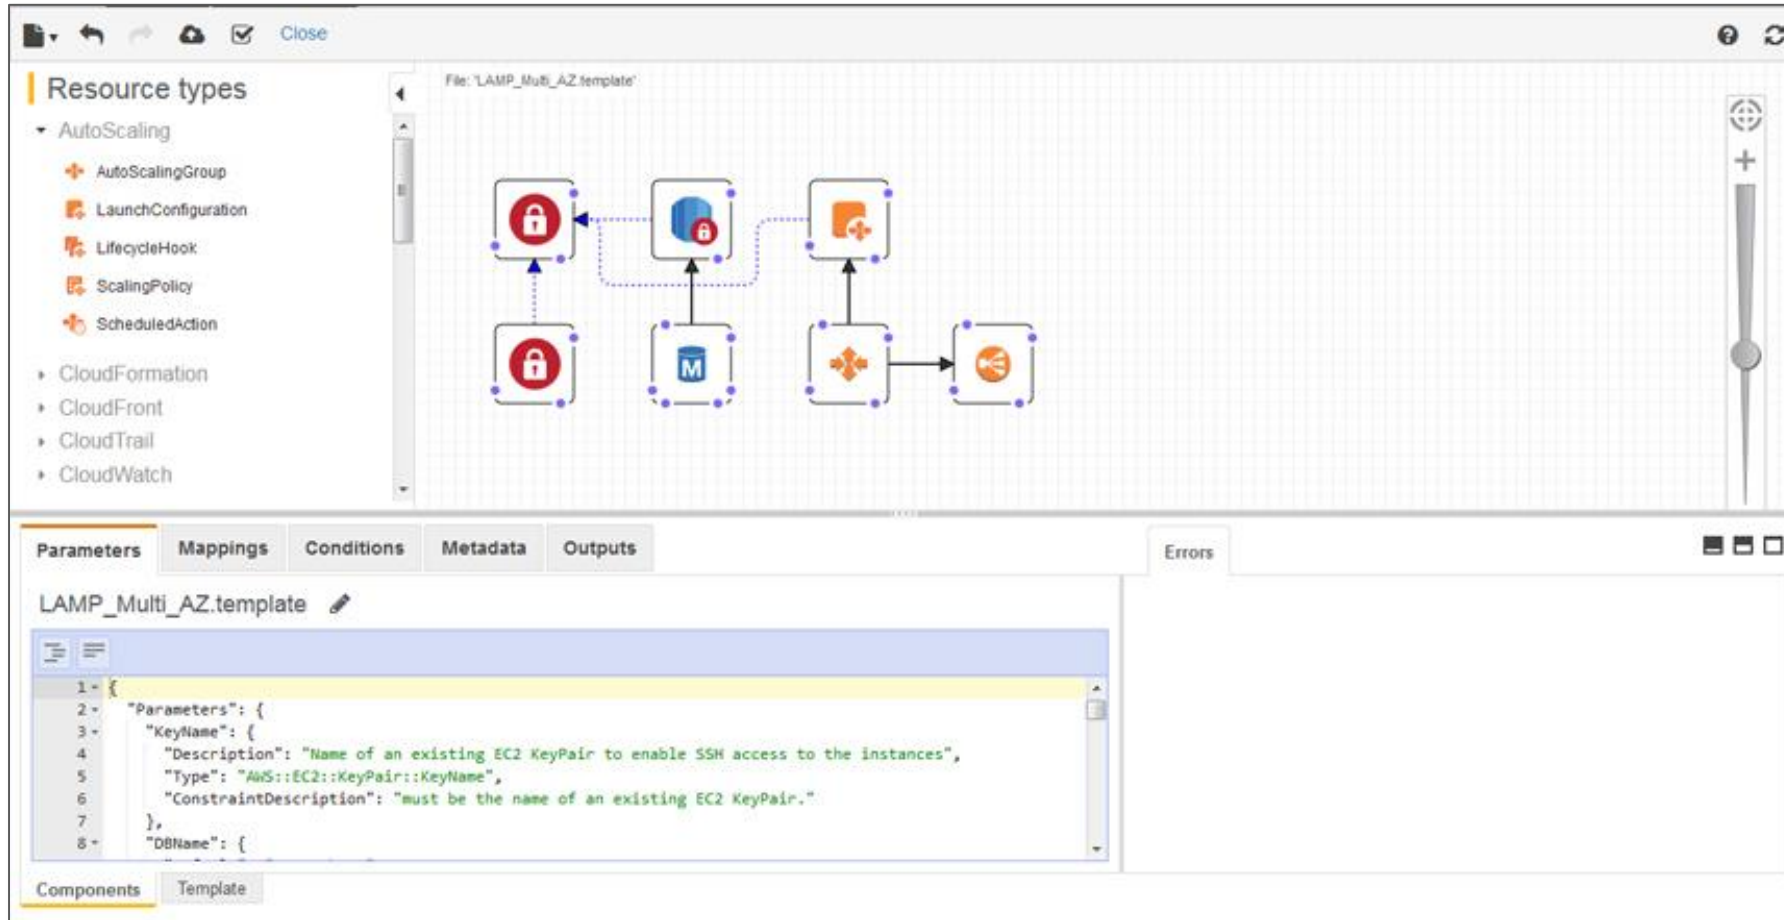 Close
Resource types
AutoScaling
AutoScalingGroup
LaunchConfiguration
LifecycleHook
ScalingPolicy
ScheduledAction
CloudFormation
CloudFront
CloudTrail
CloudWatch
File: 'LAMP_Multi_AZ.template'
M
Parameters
Mappings
Conditions
Metadata
Outputs
Errors
LAMP_Multi_AZ.template
1 {
2 "Parameters": {
3 "KeyName": {
4 "Description": "Name of an existing EC2 KeyPair to enable SSH access to the instances",
5 "Type": "AWS::EC2::KeyPair::KeyName",
6 "ConstraintDescription": "must be the name of an existing EC2 KeyPair."
7 },
8 "DBName": {
Components
Template